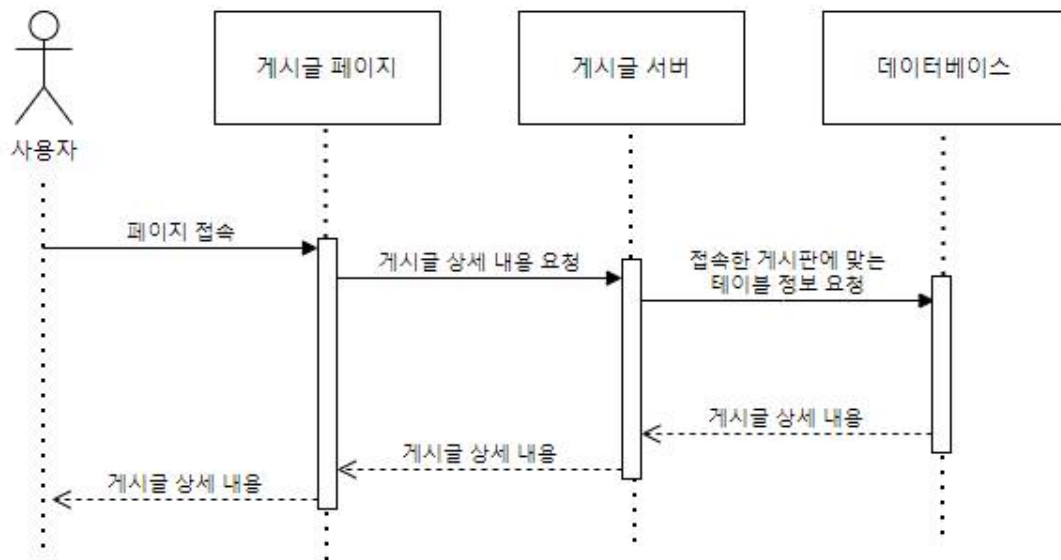 게시글 페이지
게시글 서버
데이터베이스
사용자
페이지 접속
게시글 상세 내용 요청
접속한 게시판에 맞는
테이블 정보 요청
게시글 상세 내용
게시글 상세 내용
게시글 상세 내용